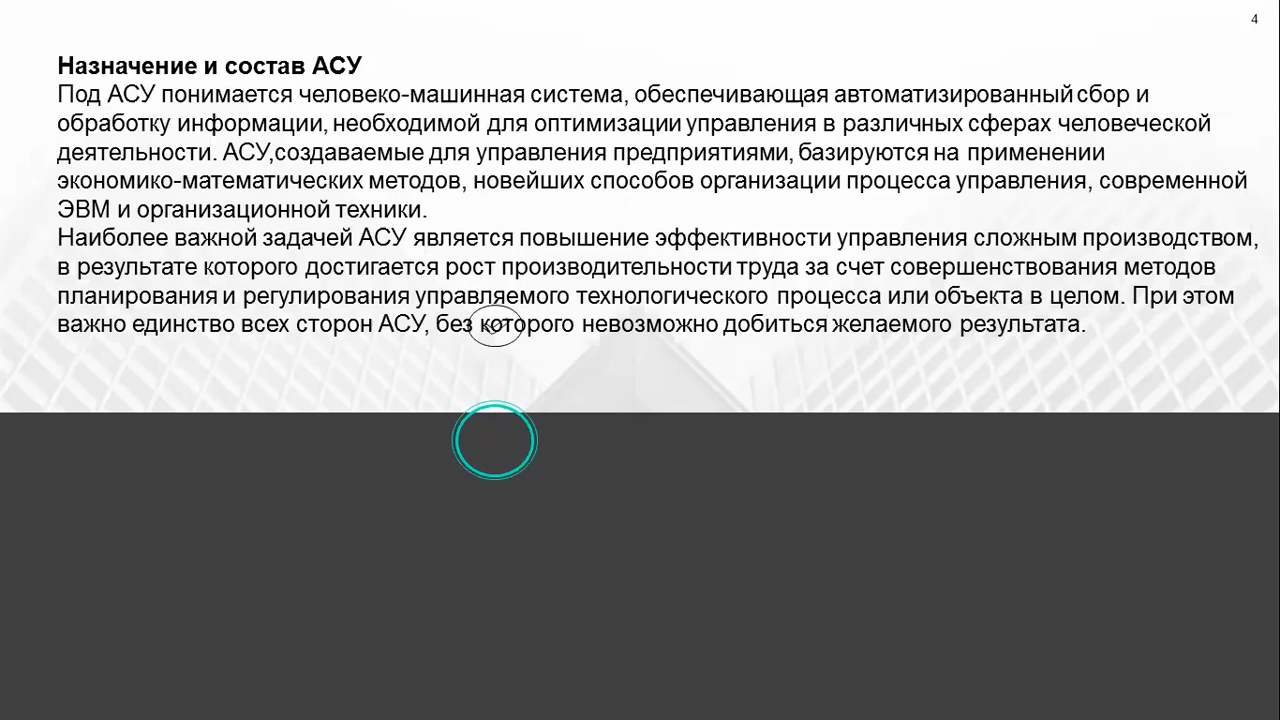 4
Назначение и состав АСУ
Под АСУ понимается человеко-машинная система, обеспечивающая автоматизированный сбор и
обработку информации, необходимой для оптимизации управления в различных сферах человеческой
деятельности. АСУ,создаваемые для управления предприятиями, базируются на применении
экономико-математических методов, новейших способов организации процесса управления, современной
ЭВМ и организационной техники.
Наиболее важной задачей АСУ является повышение эффективности управления сложным производством,
в результате которого достигается рост производительности труда за счет совершенствования методов
планирования и регулирования управляемого технологического процесса или объекта в целом. При этом
важно единство всех сторон АСУ, без которого невозможно добиться желаемого результата.